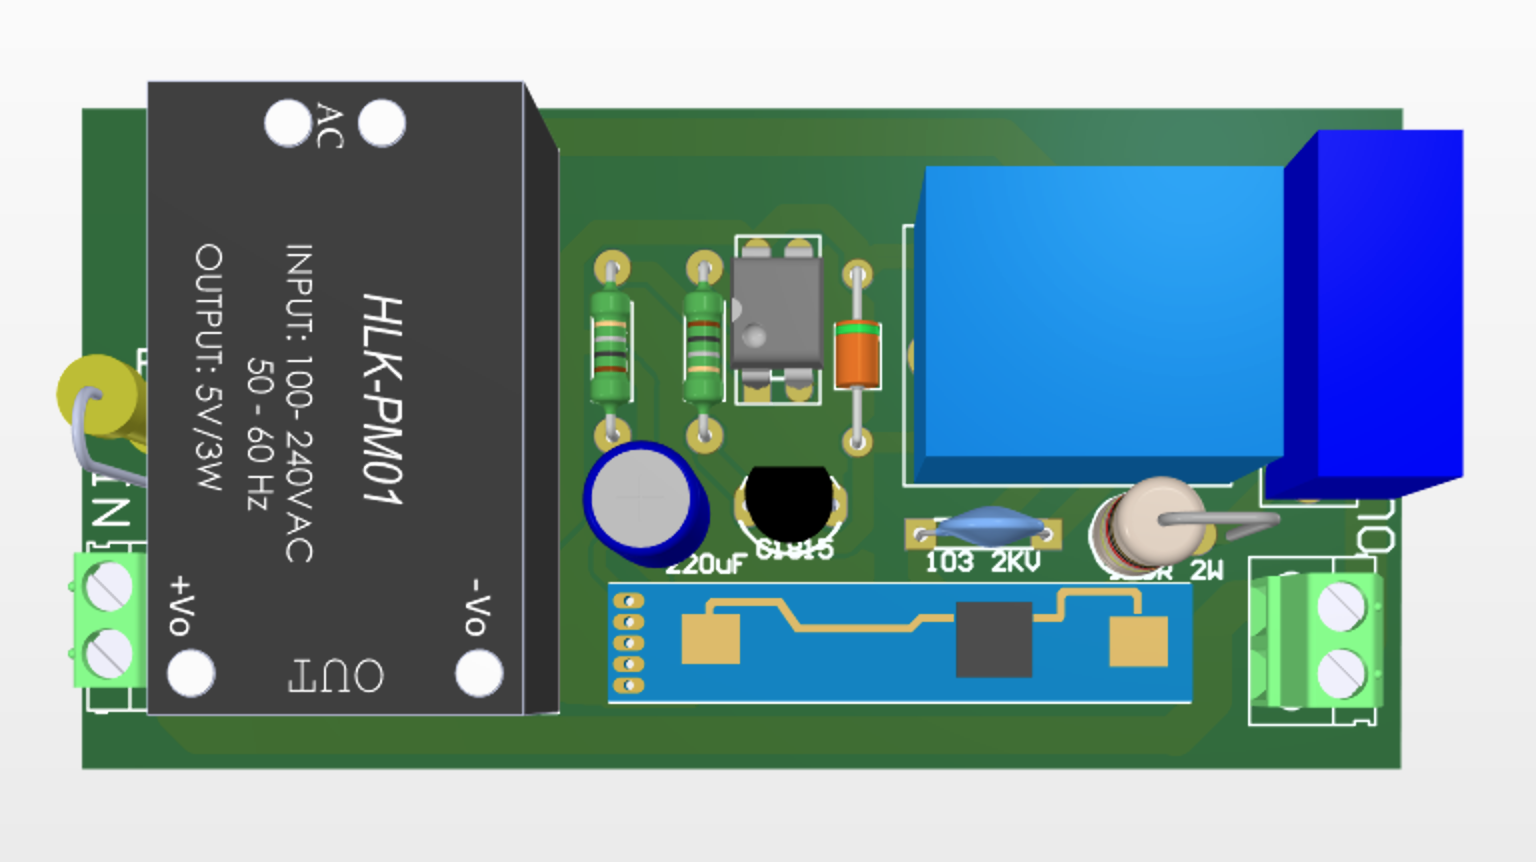 AC
HLK-PM01
INPUT: 100- 240VAC
50 - 60 Hz
OUTPUT: 5V/3W
+Vo
-Vo
OUT
220uF
C1815
103 2KV
2W